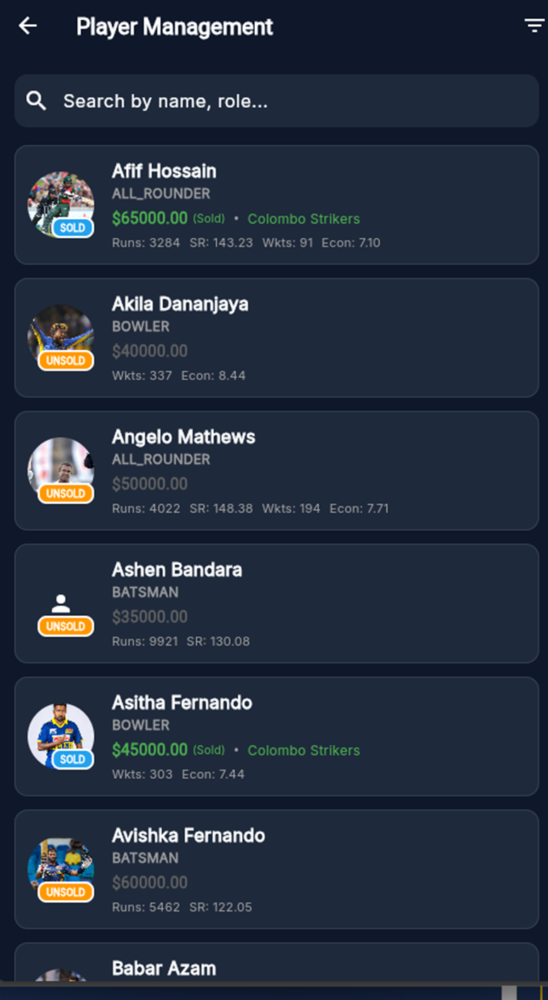 Player Management
Search by name, role...
Afif Hossain
ALL_ROUNDER
$65000.00 (Sold) • Colombo Strikers
SOLD
Runs: 3284 SR: 143.23 Wkts: 91 Econ: 7.10
Akila Dananjaya
BOWLER
$40000.00
UNSOLD
Wkts: 337 Econ: 8.44
Angelo Mathews
ALL_ROUNDER
$50000.00
UNSOLD
Runs: 4022 SR: 148.38 Wkts: 194 Econ: 7.71
Ashen Bandara
BATSMAN
$35000.00
UNSOLD
Runs: 9921 SR: 130.08
Asitha Fernando
BOWLER
$45000.00 (Sold) • Colombo Strikers
SOLD
Wkts: 303 Econ: 7.44
Avishka Fernando
BATSMAN
$60000.00
UNSOLD
Runs: 5462 SR: 122.05
Babar Azam